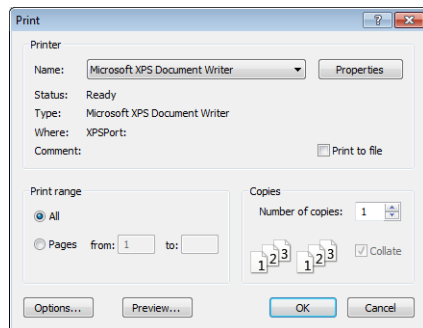 Print
Printer
Name: Microsoft XPS Document Writer Properties
Status: Ready
Type: Microsoft XPS Document Writer
Where: XPSPort:
Comment: Print to file
Print range
All
Pages from: 1 to:
Copies
Number of copies: 1
1 2 3 1 2 3 Collate
Options... Preview... OK Cancel